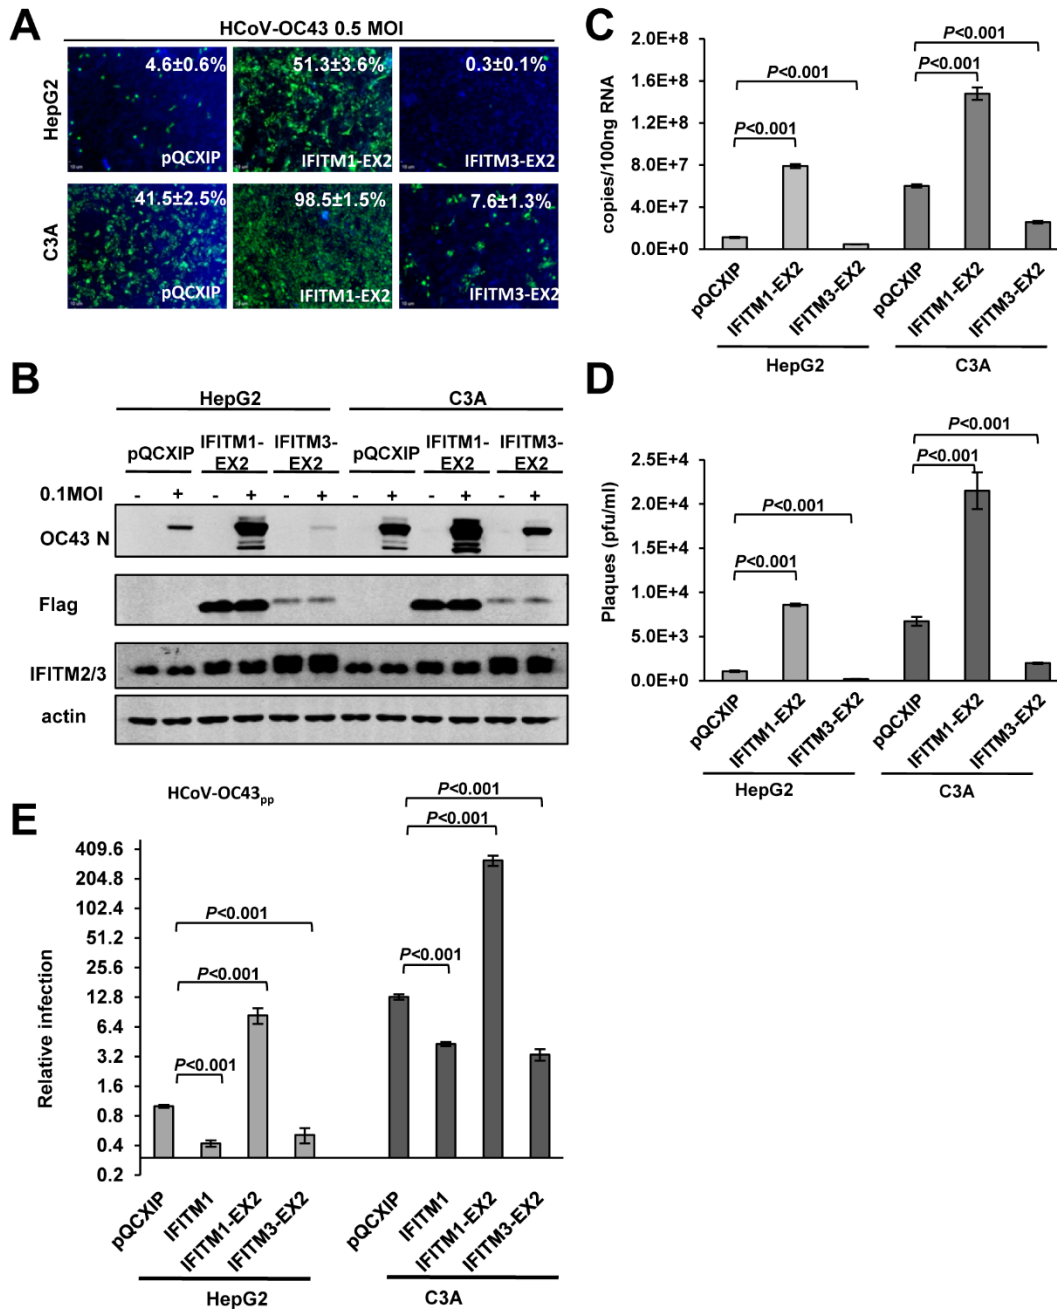 A
HCoV-OC43 0.5 MOI
HepG2
4.6±0.6%
pQCXIP
51.3±3.6%
IFITM1-EX2
0.3±0.1%
IFITM3-EX2
C3A
41.5±2.5%
pQCXIP
98.5±1.5%
IFITM1-EX2
7.6±1.3%
IFITM3-EX2
B
HepG2 C3A
pQCXIP IFITM1-EX2 IFITM3-EX2 pQCXIP IFITM1-EX2 IFITM3-EX2
0.1MOI - + - + - + - + - + - +
OC43 N
Flag
IFITM2/3
actin
C
copies/100ng RNA
2.0E+8
1.6E+8
1.2E+8
8.0E+7
4.0E+7
0.0E+0
P<0.001
P<0.001
P<0.001
P<0.001
pQCXIP IFITM1-EX2 IFITM3-EX2 pQCXIP IFITM1-EX2 IFITM3-EX2
HepG2 C3A
D
Plaques (pfu/ml)
2.5E+4
2.0E+4
1.5E+4
1.0E+4
5.0E+3
0.0E+0
P<0.001
P<0.001
P<0.001
P<0.001
pQCXIP IFITM1-EX2 IFITM3-EX2 pQCXIP IFITM1-EX2 IFITM3-EX2
HepG2 C3A
E
HCoV-OC43pp
Relative infection
409.6
204.8
102.4
51.2
25.6
12.8
6.4
3.2
1.6
0.8
0.4
0.2
P<0.001
P<0.001
P<0.001
P<0.001
P<0.001
P<0.001
pQCXIP IFITM1 IFITM1-EX2 IFITM3-EX2 pQCXIP IFITM1 IFITM1-EX2 IFITM3-EX2
HepG2 C3A